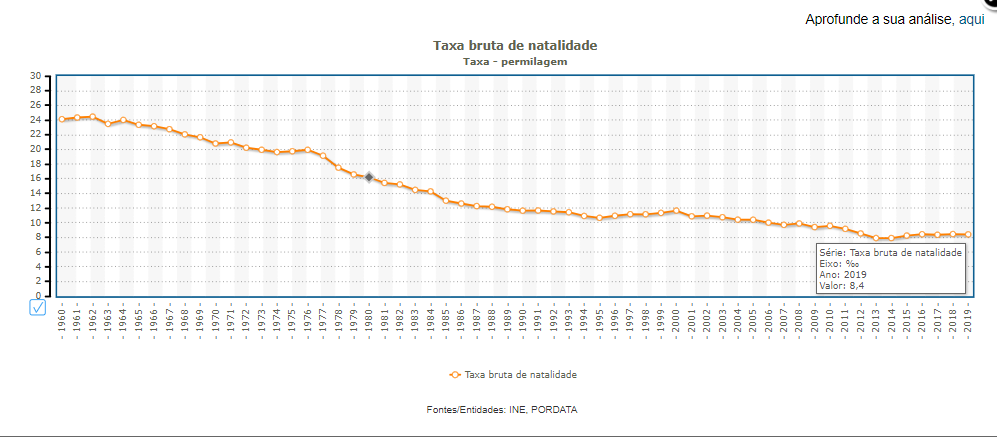 Aprofunde a sua análise, aqui
Taxa bruta de natalidade
Taxa - permilagem
30
28
26
24
22
20
18
16
14
12
10
8
6
4
2
0
Série: Taxa bruta de natalidade
Eixo: ‰
Ano: 2019
Valor: 8,4
1960 1961 1962 1963 1964 1965 1966 1967 1968 1969 1970 1971 1972 1973 1974 1975 1976 1977 1978 1979 1980 1981 1982 1983 1984 1985 1986 1987 1988 1989 1990 1991 1992 1993 1994 1995 1996 1997 1998 1999 2000 2001 2002 2003 2004 2005 2006 2007 2008 2009 2010 2011 2012 2013 2014 2015 2016 2017 2018 2019
Taxa bruta de natalidade
Fontes/Entidades: INE, PORDATA